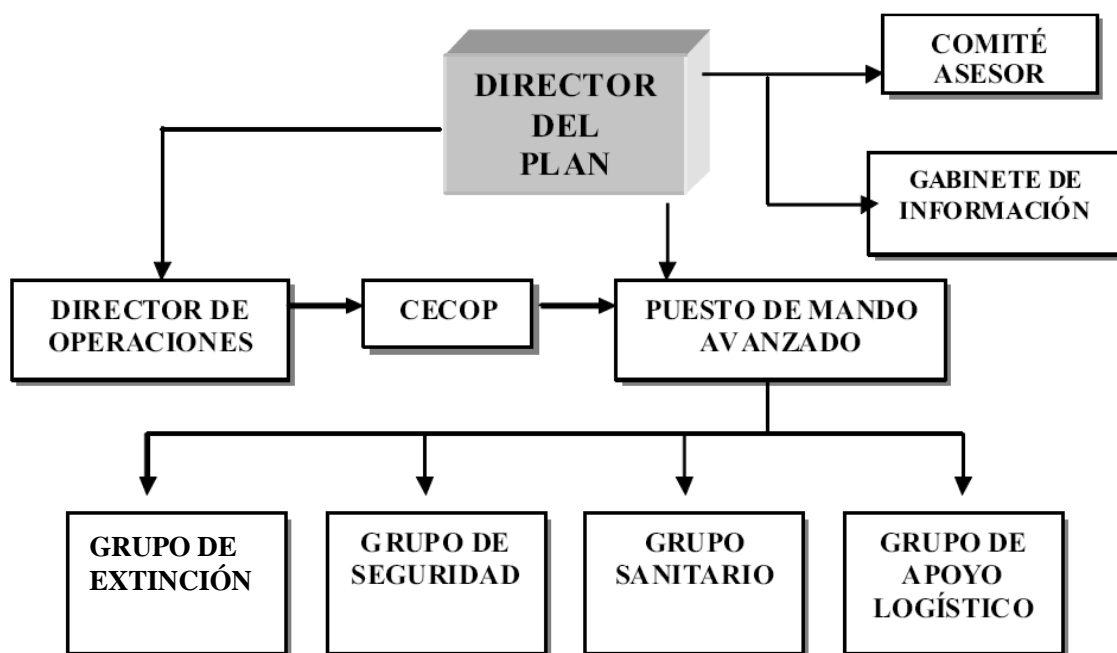 COMITÉ
ASESOR
DIRECTOR
DEL
PLAN
GABINETE DE
INFORMACIÓN
DIRECTOR DE
OPERACIONES
CECOP
PUESTO DE MANDO
AVANZADO
GRUPO DE
EXTINCIÓN
GRUPO DE
SEGURIDAD
GRUPO
SANITARIO
GRUPO DE
APOYO
LOGÍSTICO